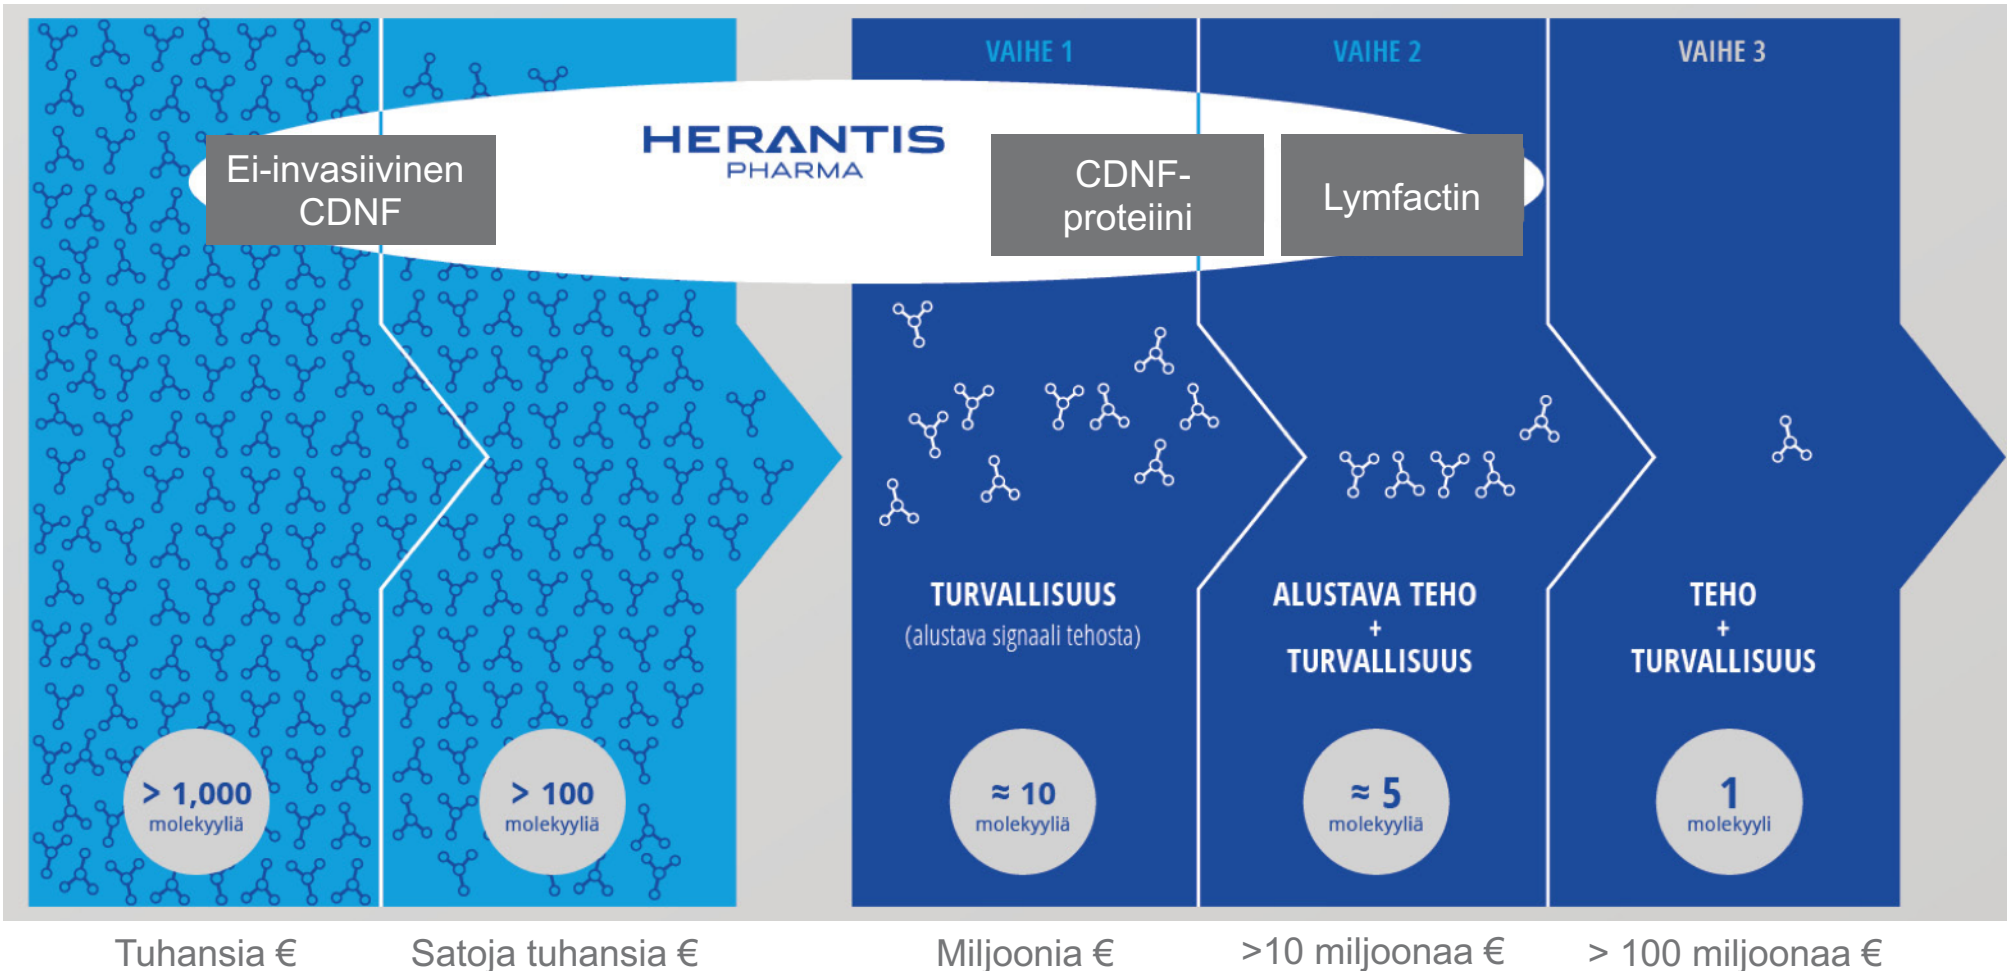 VAIHE 1
VAIHE 2
VAIHE 3
HERANTIS
PHARMA
Ei-invasiivinen
CDNF
CDNF-
proteiini
Lymfactin
TURVALLISUUS
(alustava signaali tehosta)
ALUSTAVA TEHO
+
TURVALLISUUS
TEHO
+
TURVALLISUUS
> 1,000
molekyyliä
> 100
molekyyliä
≈ 10
molekyyliä
≈ 5
molekyyliä
1
molekyyli
Tuhansia €
Satoja tuhansia €
Miljoonia €
>10 miljoonaa €
> 100 miljoonaa €